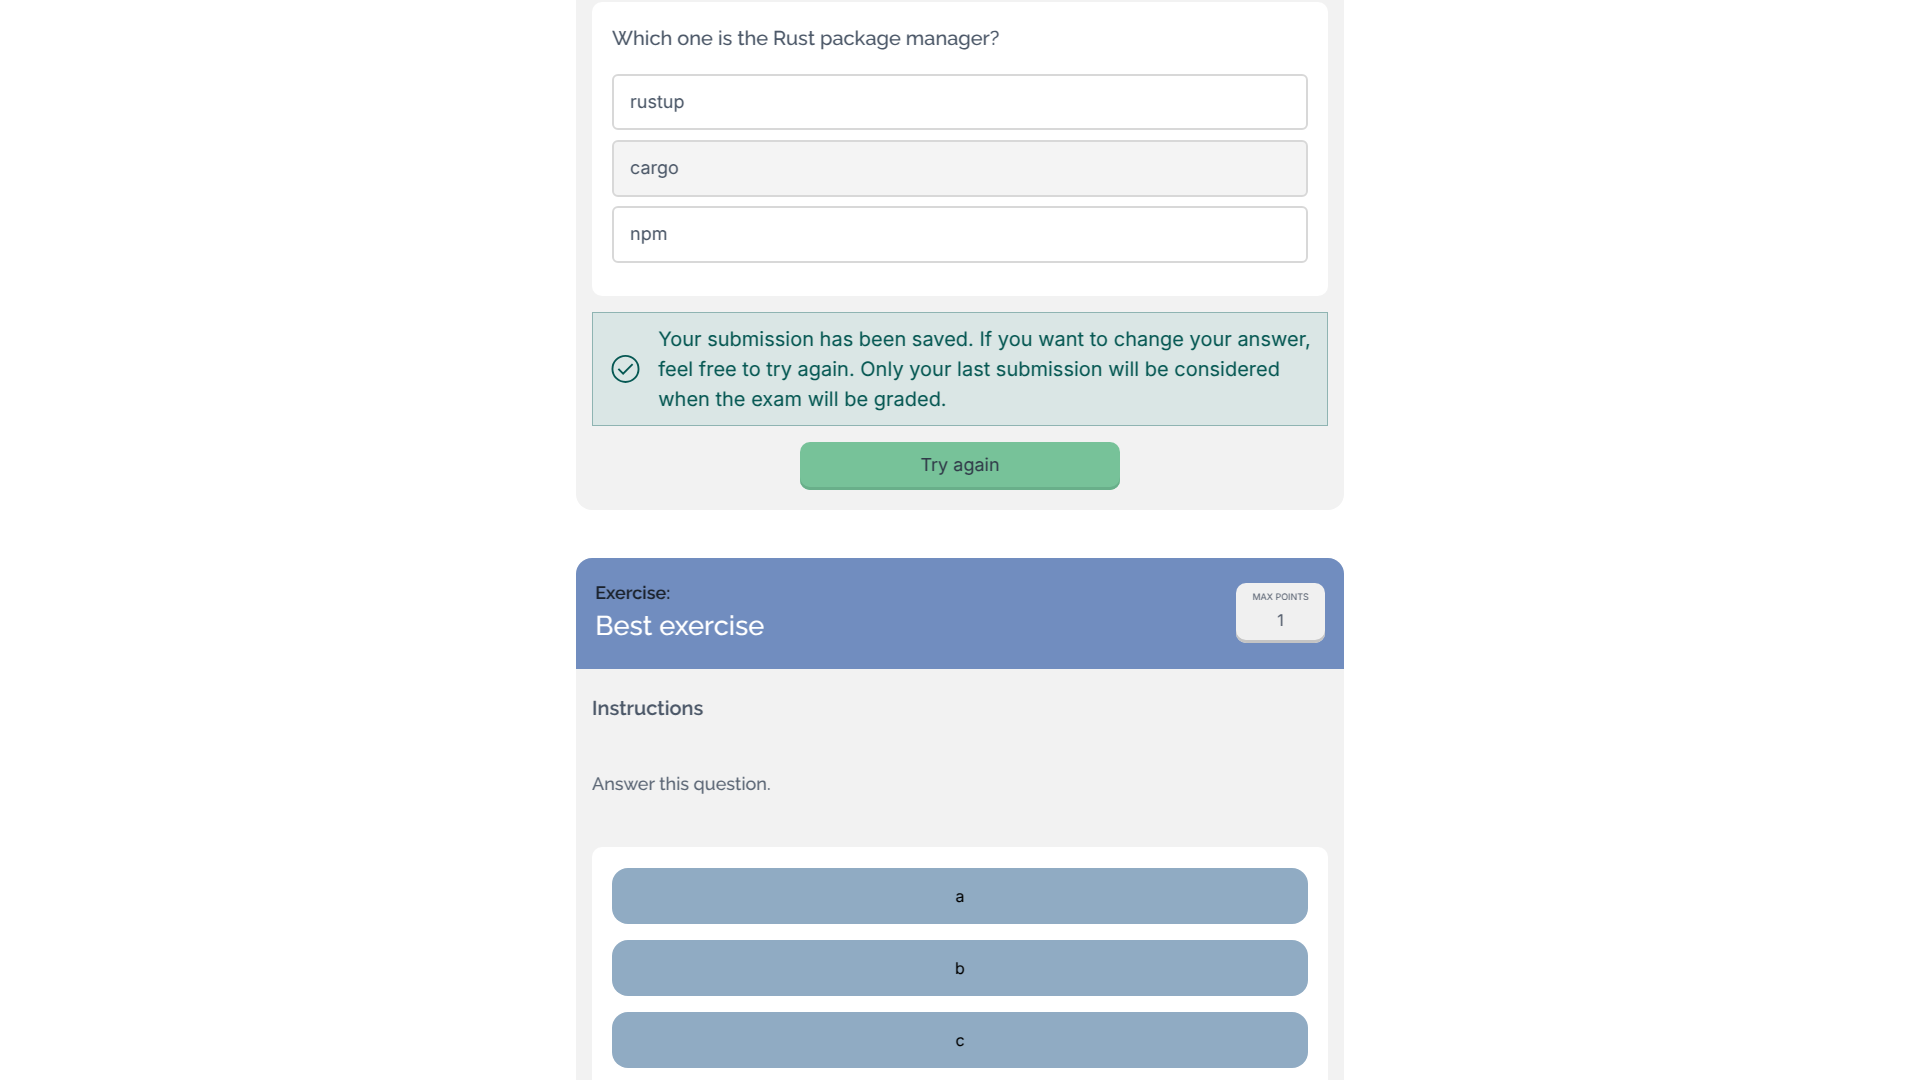 Which one is the Rust package manager?
rustup
cargo
npm
Your submission has been saved. If you want to change your answer,
feel free to try again. Only your last submission will be considered
when the exam will be graded.
Try again
Exercise:
Best exercise
MAX POINTS
1
Instructions
Answer this question.
a
b
c